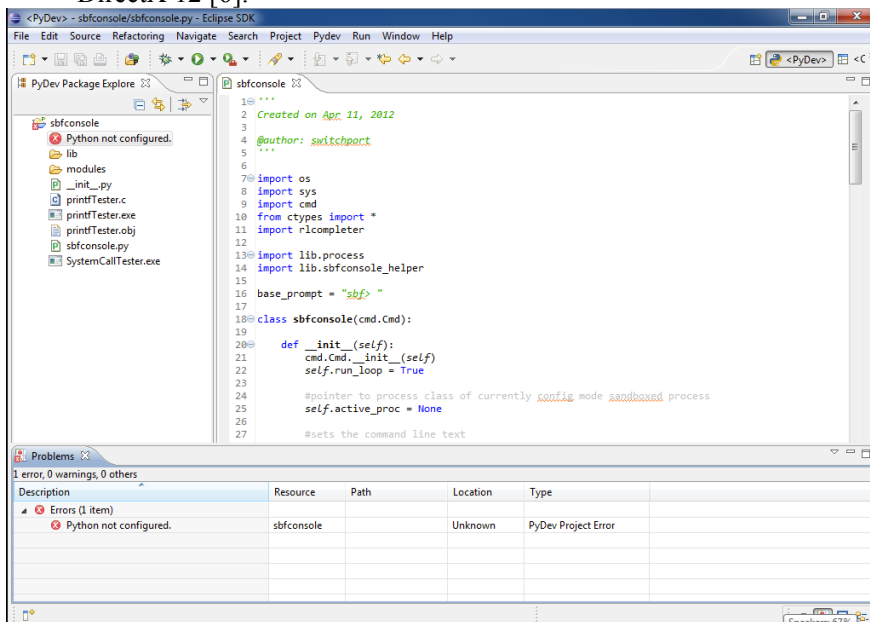 DirectX 12 [6].
<PyDev> - sbfconsole/sbfconsole.py - Eclipse SDK
File Edit Source Refactoring Navigate Search Project Pydev Run Window Help
<PyDev> <C
PyDev Package Explore
sbfconsole
Python not configured.
lib
modules
__init__.py
printfTester.c
printfTester.exe
printfTester.obj
sbfconsole.py
SystemCallTester.exe
sbfconsole
1 '''
2 Created on Apr 11, 2012
3
4 @author: switchport
5 '''
6
7 import os
8 import sys
9 import cmd
10 from ctypes import *
11 import rlcompleter
12
13 import lib.process
14 import lib.sbfconsole_helper
15
16 base_prompt = "sbf> "
17
18 class sbfconsole(cmd.Cmd):
19
20 def __init__(self):
21 cmd.Cmd.__init__(self)
22 self.run_loop = True
23
24 #pointer to process class of currently config mode sandboxed process
25 self.active_proc = None
26
27 #sets the command line text
Problems
1 error, 0 warnings, 0 others
Description Resource Path Location Type
Errors (1 item)
Python not configured. sbfconsole Unknown PyDev Project Error
Speakers: 67%